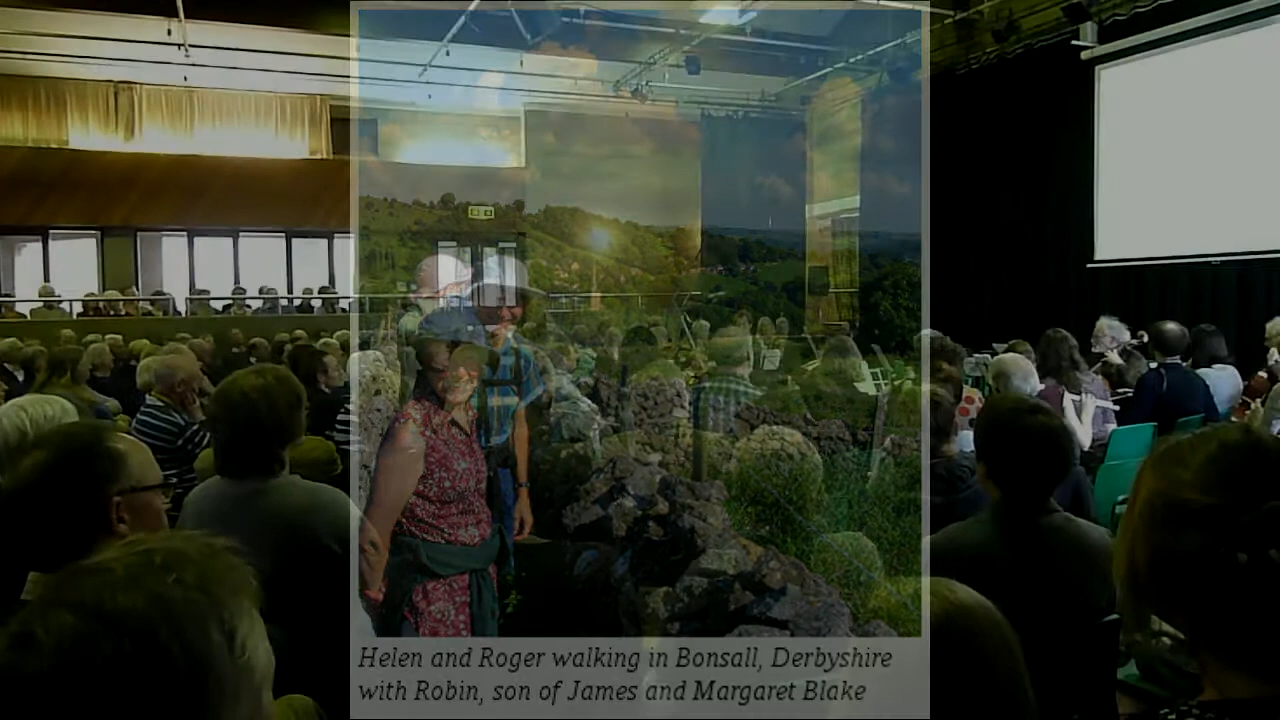 Helen and Roger walking in Bonsall, Derbyshire
with Robin, son of James and Margaret Blake